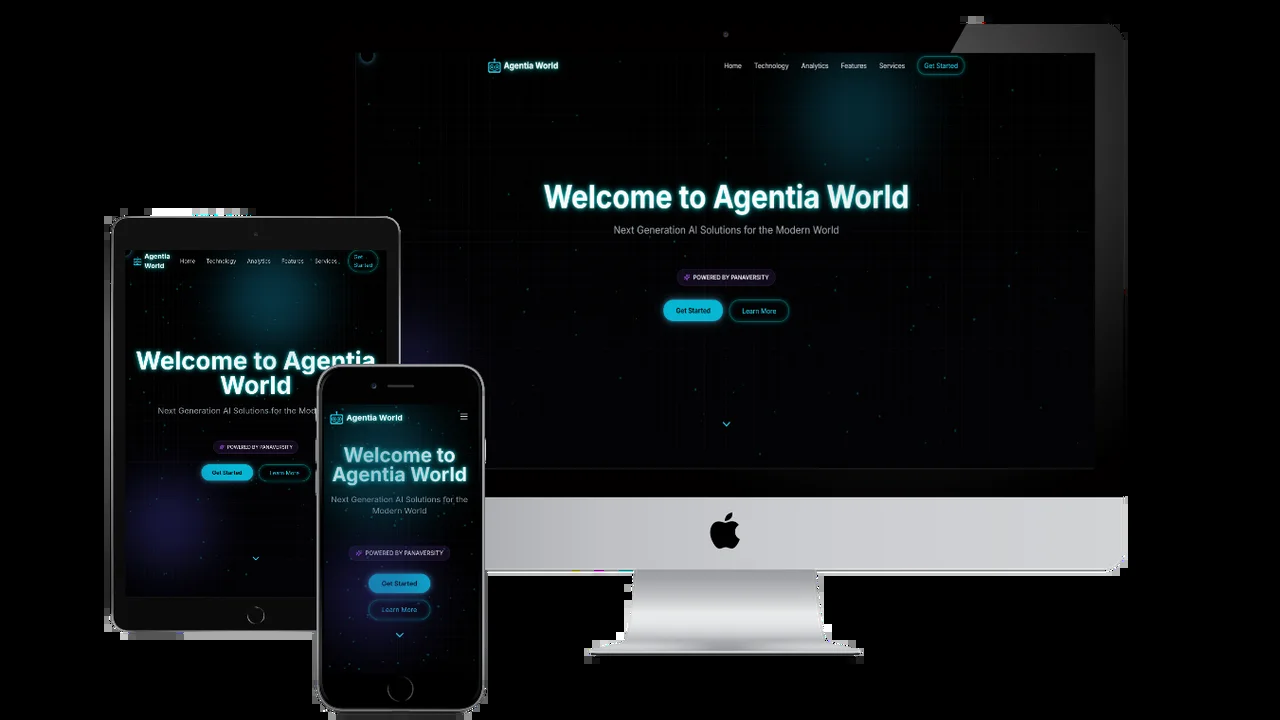 Agentia World
Home Technology Analytics Features Services Get Started
Welcome to Agentia World
Next Generation AI Solutions for the Modern World
POWERED BY PANAVERSITY
Get Started Learn More
Agentia
World
Home Technology Analytics Features Services
Get
Started
Welcome to Agentia
World
Next Generation AI Solutions for the Mod
POWERED BY PANAVERSITY
Get Started Learn More
Agentia World
Welcome to
Agentia World
Next Generation AI Solutions for the
Modern World
POWERED BY PANAVERSITY
Get Started
Learn More